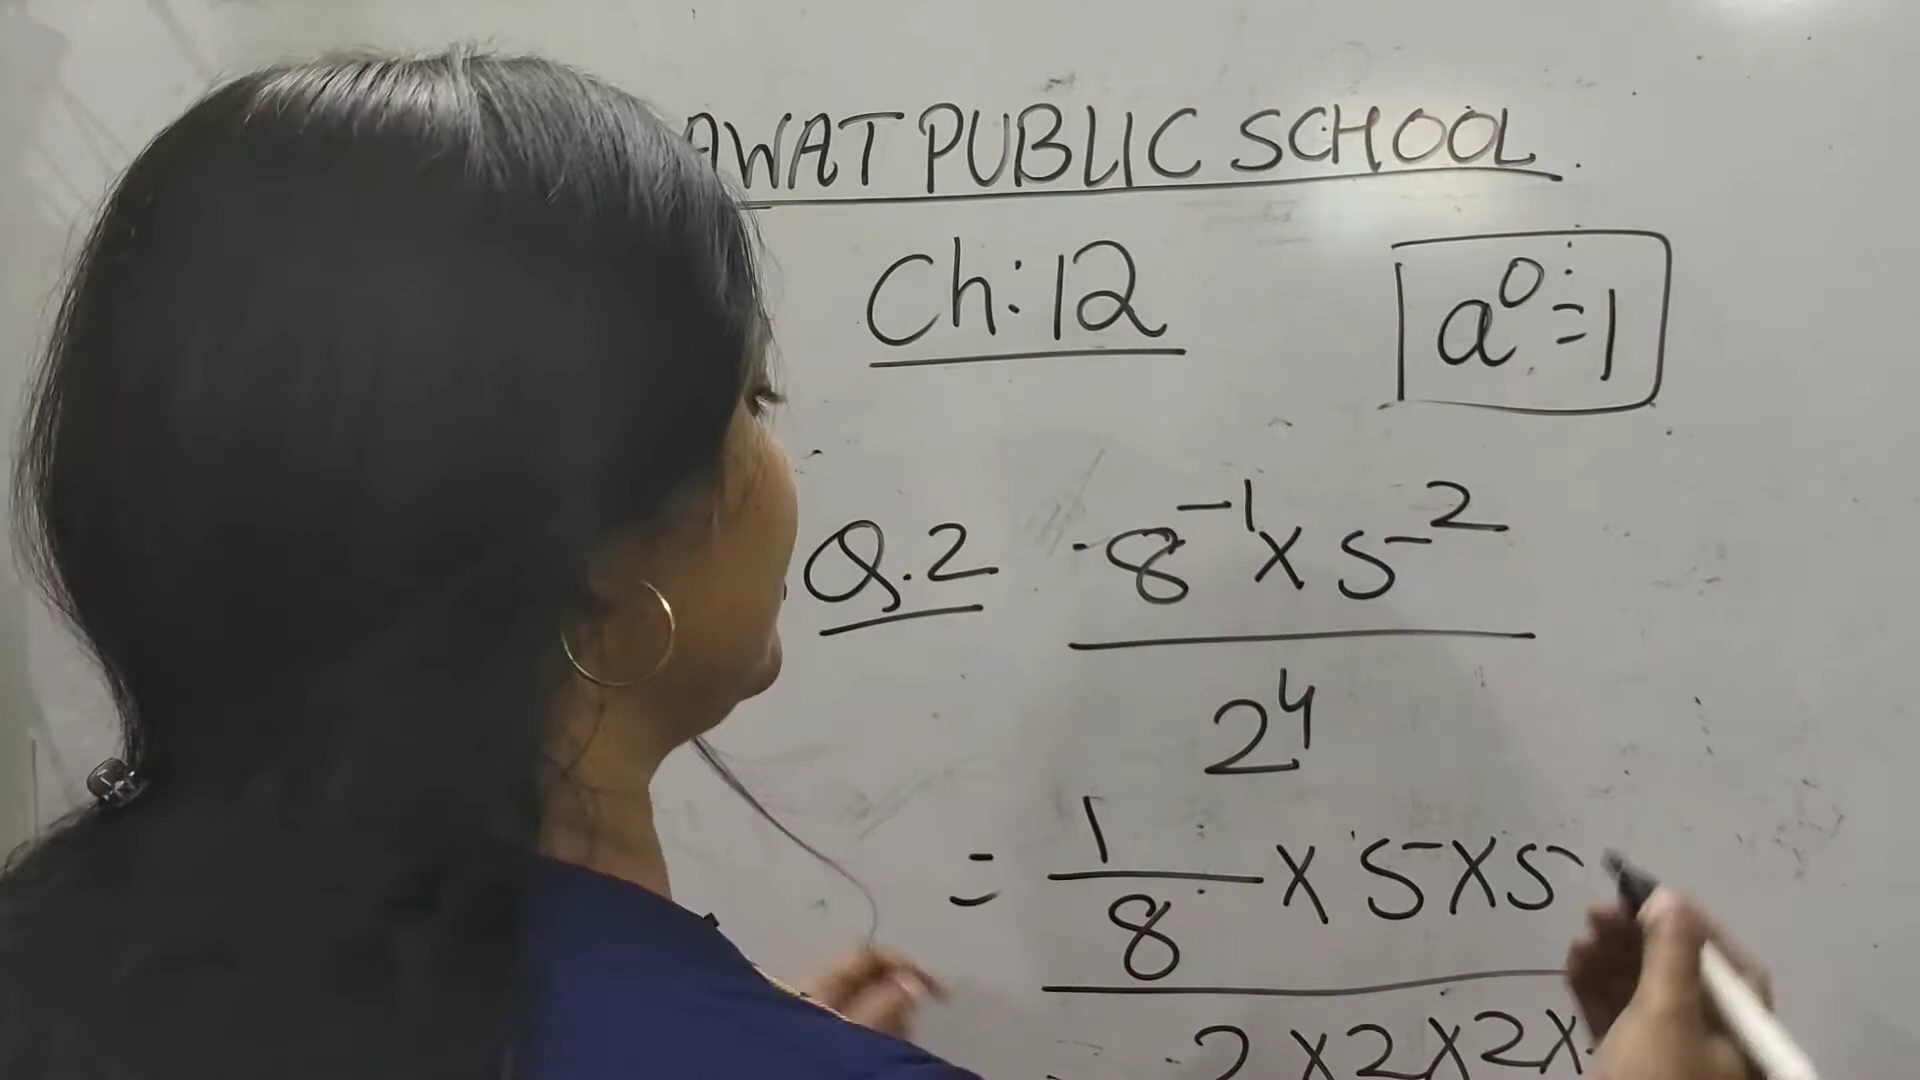 AWAT PUBLIC SCHOOL.
Ch:12
a⁰=1
Q.2 8⁻¹ x 5⁻²
2⁴
= 1
8 x 5 x 5
2 x 2 x 2 x